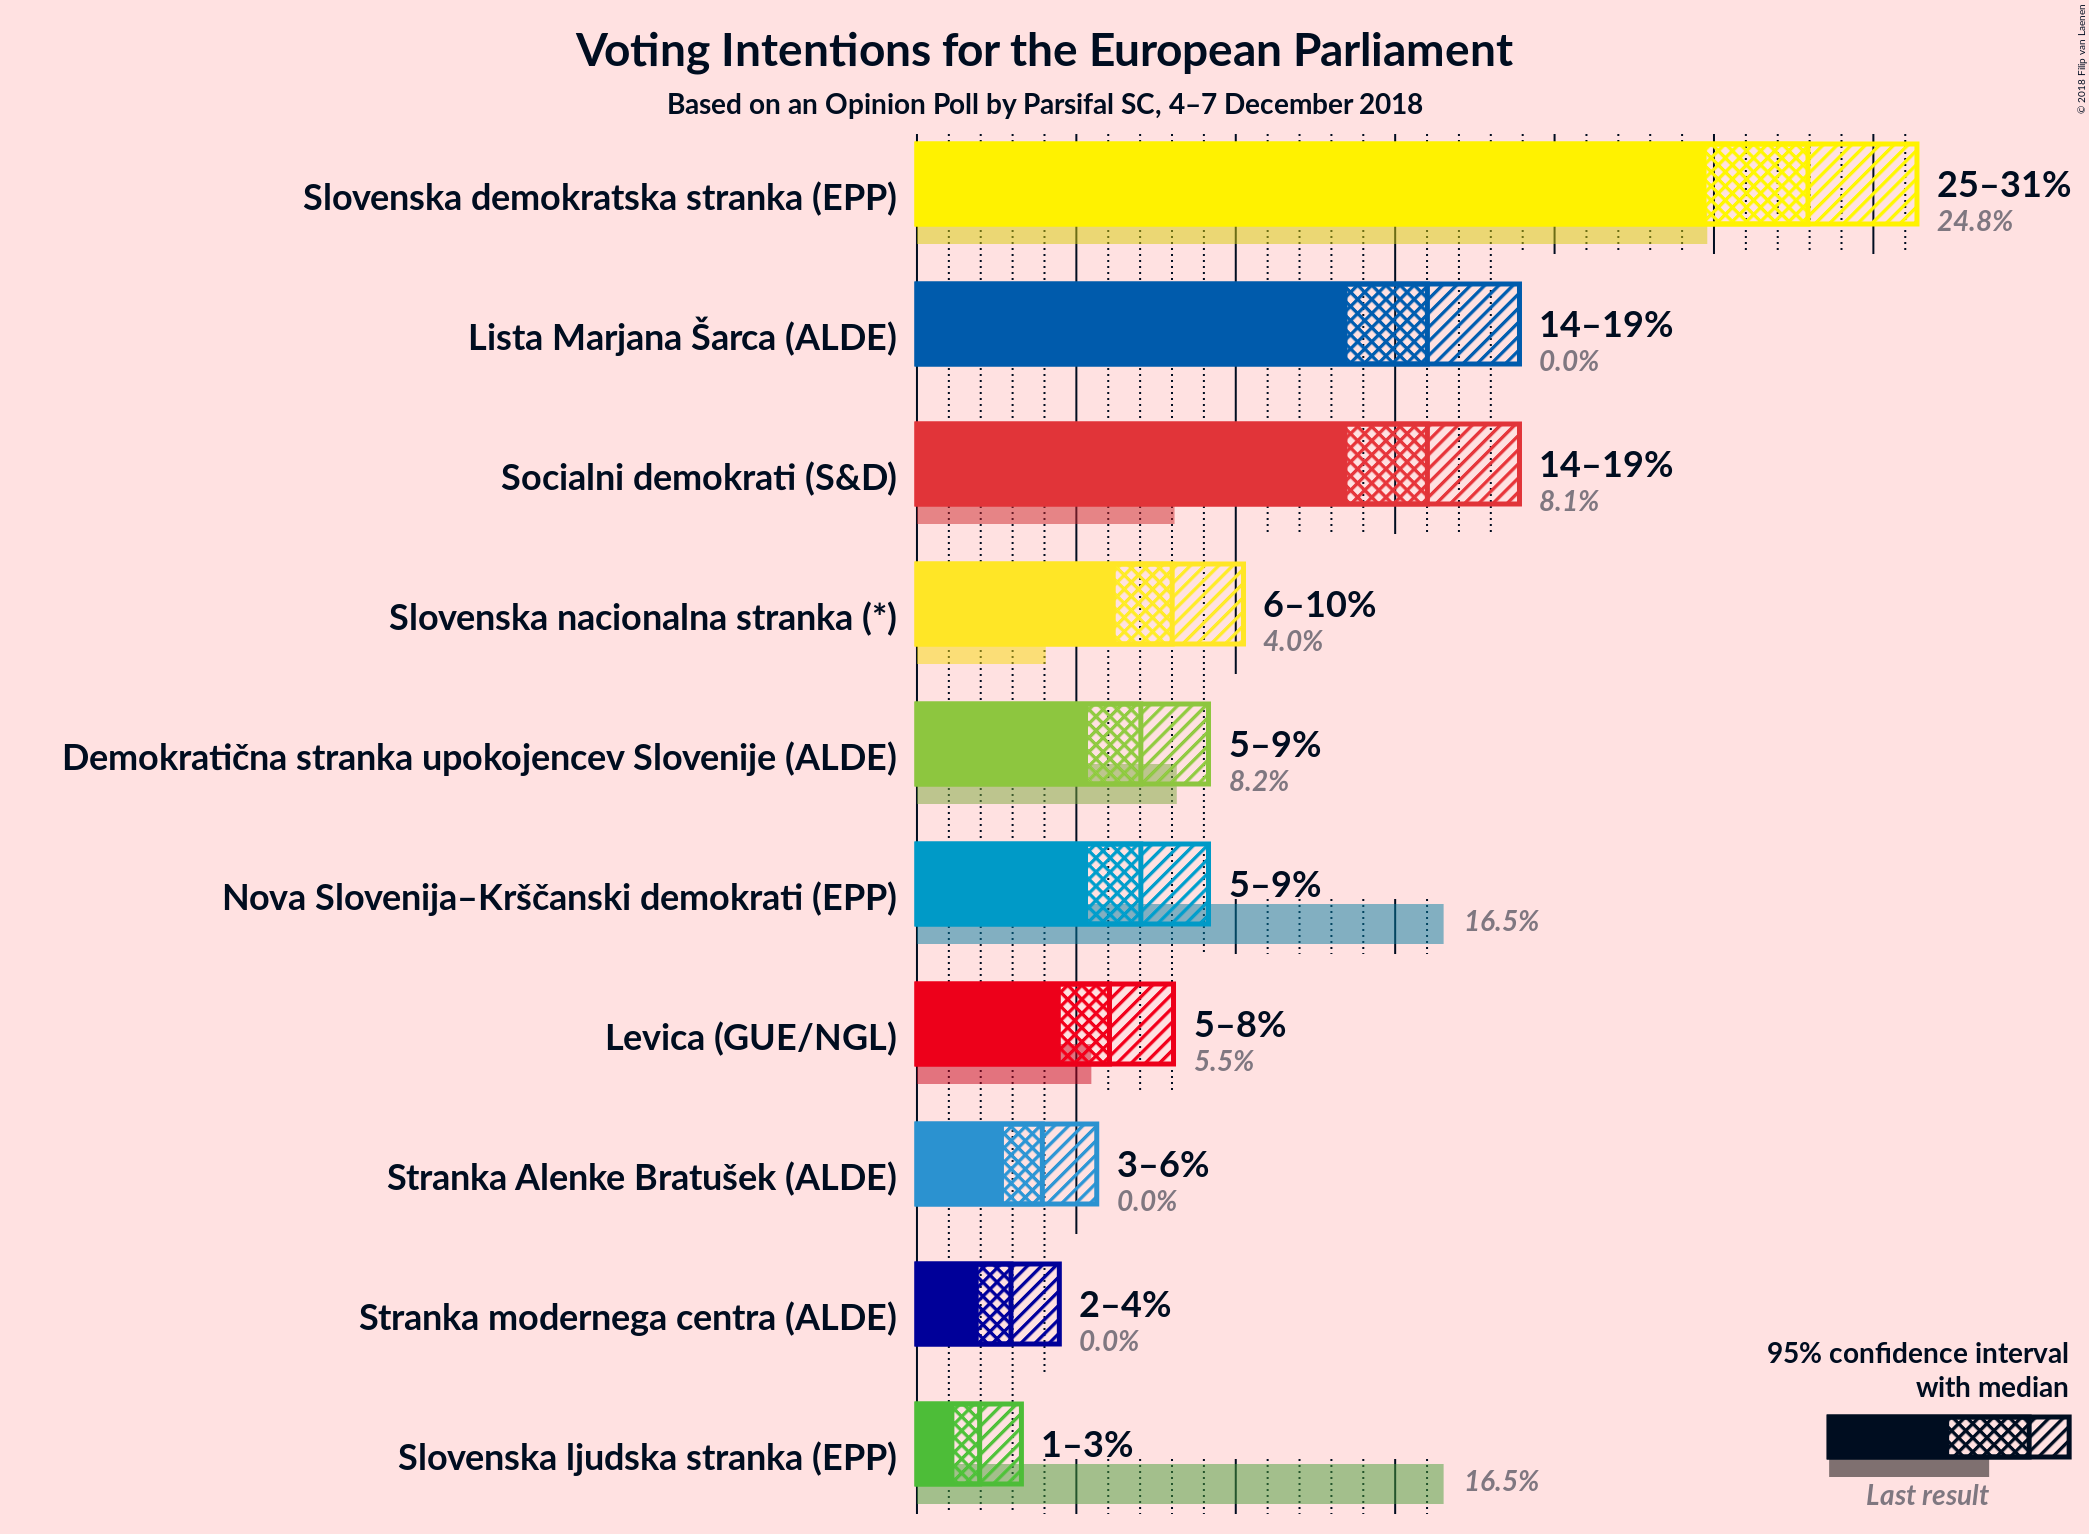 Voting Intentions for the European Parliament
Based on an Opinion Poll by Parsifal SC, 4–7 December 2018
© 2018 Filip van Laenen
Slovenska demokratska stranka (EPP)
25–31%
24.8%
Lista Marjana Šarca (ALDE)
14–19%
0.0%
Socialni demokrati (S&D)
14–19%
8.1%
Slovenska nacionalna stranka (*)
6–10%
4.0%
Demokratična stranka upokojencev Slovenije (ALDE)
5–9%
8.2%
Nova Slovenija–Krščanski demokrati (EPP)
5–9%
16.5%
Levica (GUE/NGL)
5–8%
5.5%
Stranka Alenke Bratušek (ALDE)
3–6%
0.0%
Stranka modernega centra (ALDE)
2–4%
0.0%
Slovenska ljudska stranka (EPP)
1–3%
16.5%
95% confidence interval
with median
Last result